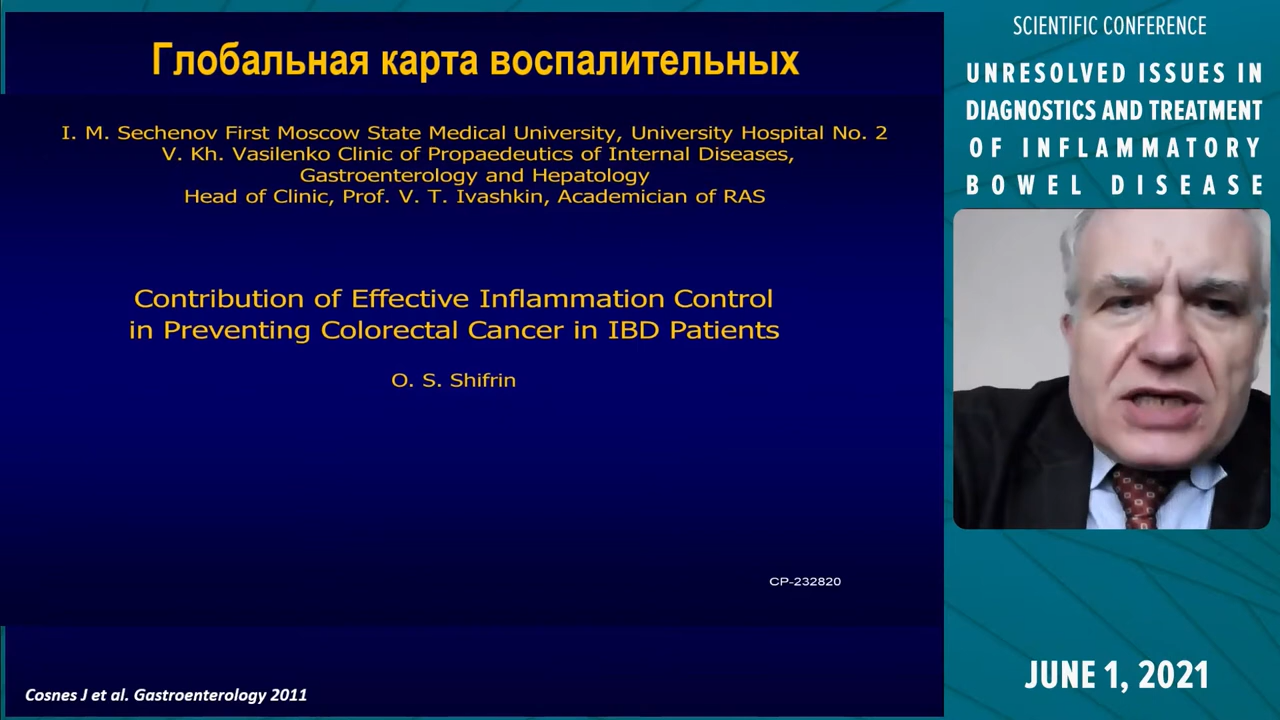 Глобальная карта воспалительных
I. M. Sechenov First Moscow State Medical University, University Hospital No. 2
V. Kh. Vasilenko Clinic of Propaedeutics of Internal Diseases,
Gastroenterology and Hepatology
Head of Clinic, Prof. V. T. Ivashkin, Academician of RAS
Contribution of Effective Inflammation Control
in Preventing Colorectal Cancer in IBD Patients
O. S. Shifrin
CP-232820
Cosnes J et al. Gastroenterology 2011
SCIENTIFIC CONFERENCE
UNRESOLVED ISSUES IN
DIAGNOSTICS AND TREATMENT
OF INFLAMMATORY
BOWEL DISEASE
JUNE 1, 2021